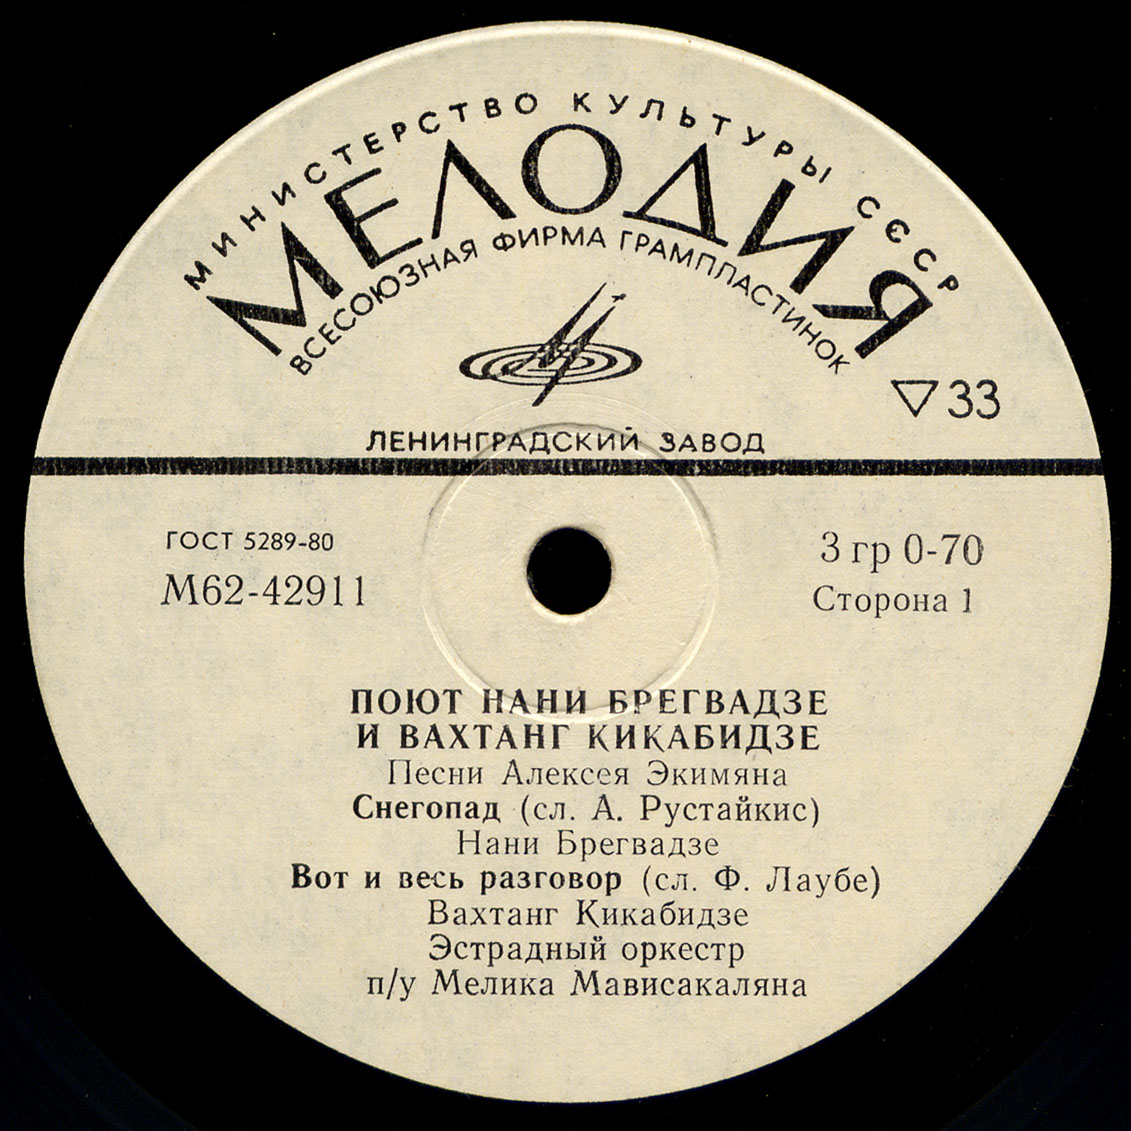 МИНИСТЕРСТВО КУЛЬТУРЫ СССР
МЕЛОДИЯ
ВСЕСОЮЗНАЯ ФИРМА ГРАМПЛАСТИНОК
▽33
ЛЕНИНГРАДСКИЙ ЗАВОД
ГОСТ 5289-80
М62-42911
3 гр 0-70
Сторона 1
ПОЮТ НАНИ БРЕГВАДЗЕ
И ВАХТАНГ КИКАБИДЗЕ
Песни Алексея Экимяна
Снегопад (сл. А. Рустайкис)
Нани Брегвадзе
Вот и весь разговор (сл. Ф. Лаубе)
Вахтанг Кикабидзе
Эстрадный оркестр
п/у Мелика Мависакаляна